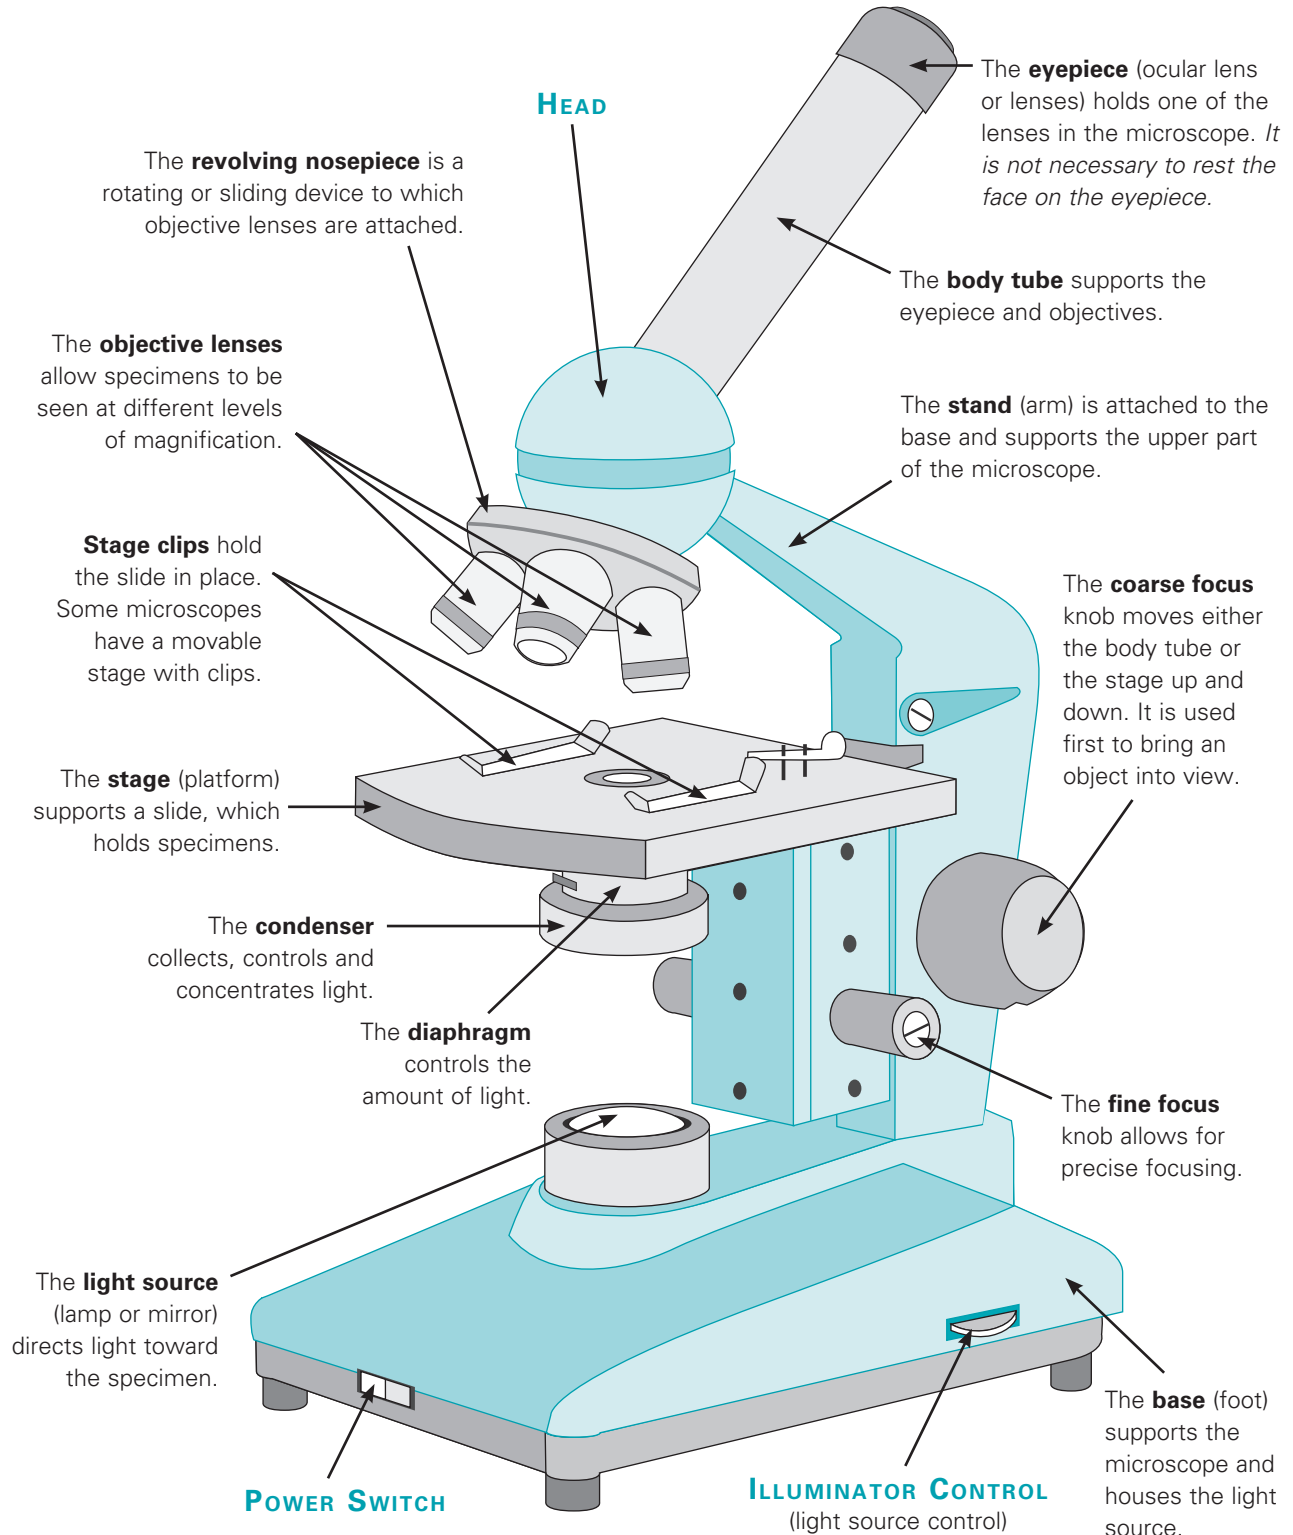 HEAD
The eyepiece (ocular lens
or lenses) holds one of the
lenses in the microscope. It
is not necessary to rest the
face on the eyepiece.
The revolving nosepiece is a
rotating or sliding device to which
objective lenses are attached.
The body tube supports the
eyepiece and objectives.
The objective lenses
allow specimens to be
seen at different levels
of magnification.
The stand (arm) is attached to the
base and supports the upper part
of the microscope.
Stage clips hold
the slide in place.
Some microscopes
have a movable
stage with clips.
The coarse focus
knob moves either
the body tube or
the stage up and
down. It is used
first to bring an
object into view.
The stage (platform)
supports a slide, which
holds specimens.
The condenser
collects, controls and
concentrates light.
The diaphragm
controls the
amount of light.
The fine focus
knob allows for
precise focusing.
The light source
(lamp or mirror)
directs light toward
the specimen.
The base (foot)
supports the
microscope and
houses the light
source.
POWER SWITCH
ILLUMINATOR CONTROL
(light source control)